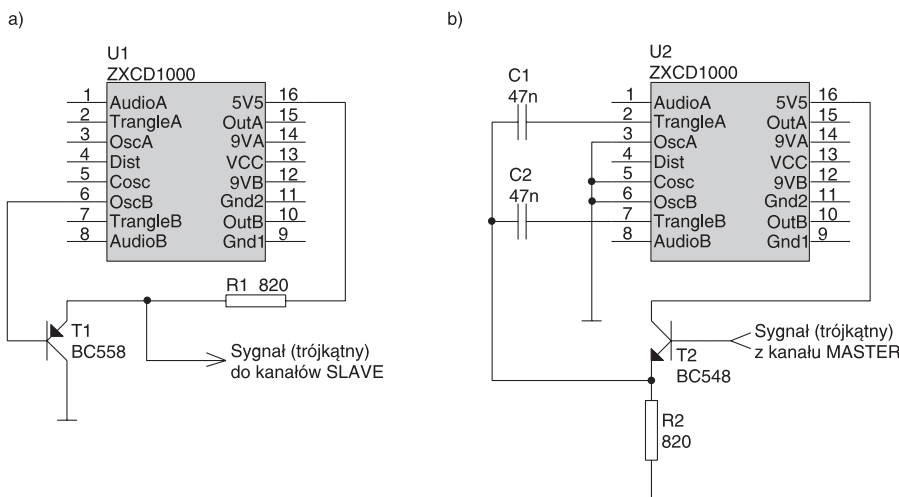 a)
U1
ZXCD1000
1 AudioA 5V5 16
2 TrangleA OutA 15
3 OscA 9VA 14
4 Dist VCC 13
5 Cosc 9VB 12
6 OscB Gnd2 11
7 TrangleB OutB 10
8 AudioB Gnd1 9
R1 820
T1
BC558
Sygnał (trójkątny)
do kanałów SLAVE
b)
U2
ZXCD1000
C1
47n
C2
47n
1 AudioA 5V5 16
2 TrangleA OutA 15
3 OscA 9VA 14
4 Dist VCC 13
5 Cosc 9VB 12
6 OscB Gnd2 11
7 TrangleB OutB 10
8 AudioB Gnd1 9
T2
BC548
Sygnał (trójkątny)
z kanału MASTER
R2
820